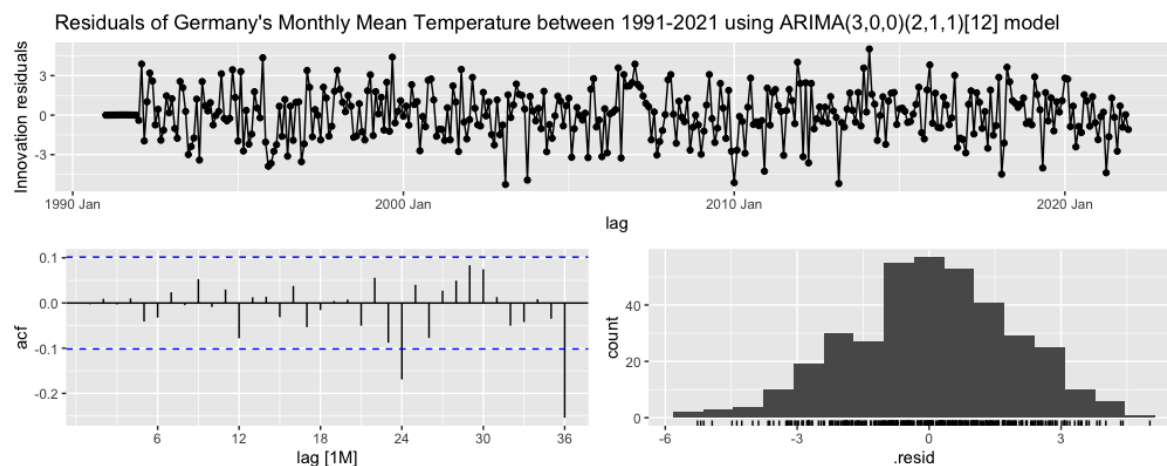 Residuals of Germany's Monthly Mean Temperature between 1991-2021 using ARIMA(3,0,0)(2,1,1)[12] model
Innovation residuals
3
0
-3
1990 Jan
2000 Jan
2010 Jan
2020 Jan
lag
acf
0.1
0.0
-0.1
-0.2
6
12
18
24
30
36
lag [1M]
count
40
20
0
-6
-3
0
3
.resid